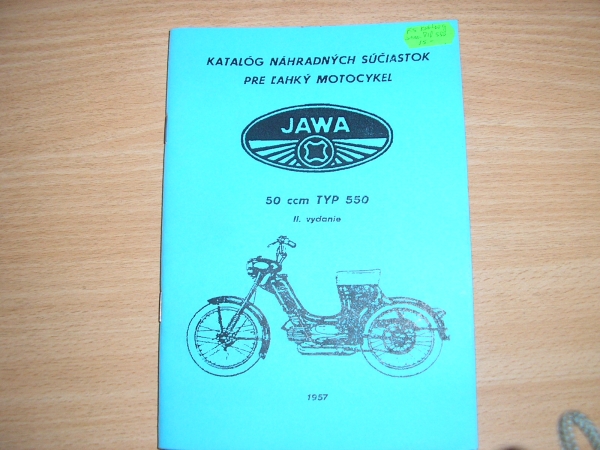 KATALÓG NÁHRADNÝCH SÚČIASTOK
PRE ĽAHKÝ MOTOCYKEL
JAWA
50 ccm TYP 550
II. vydanie
1957